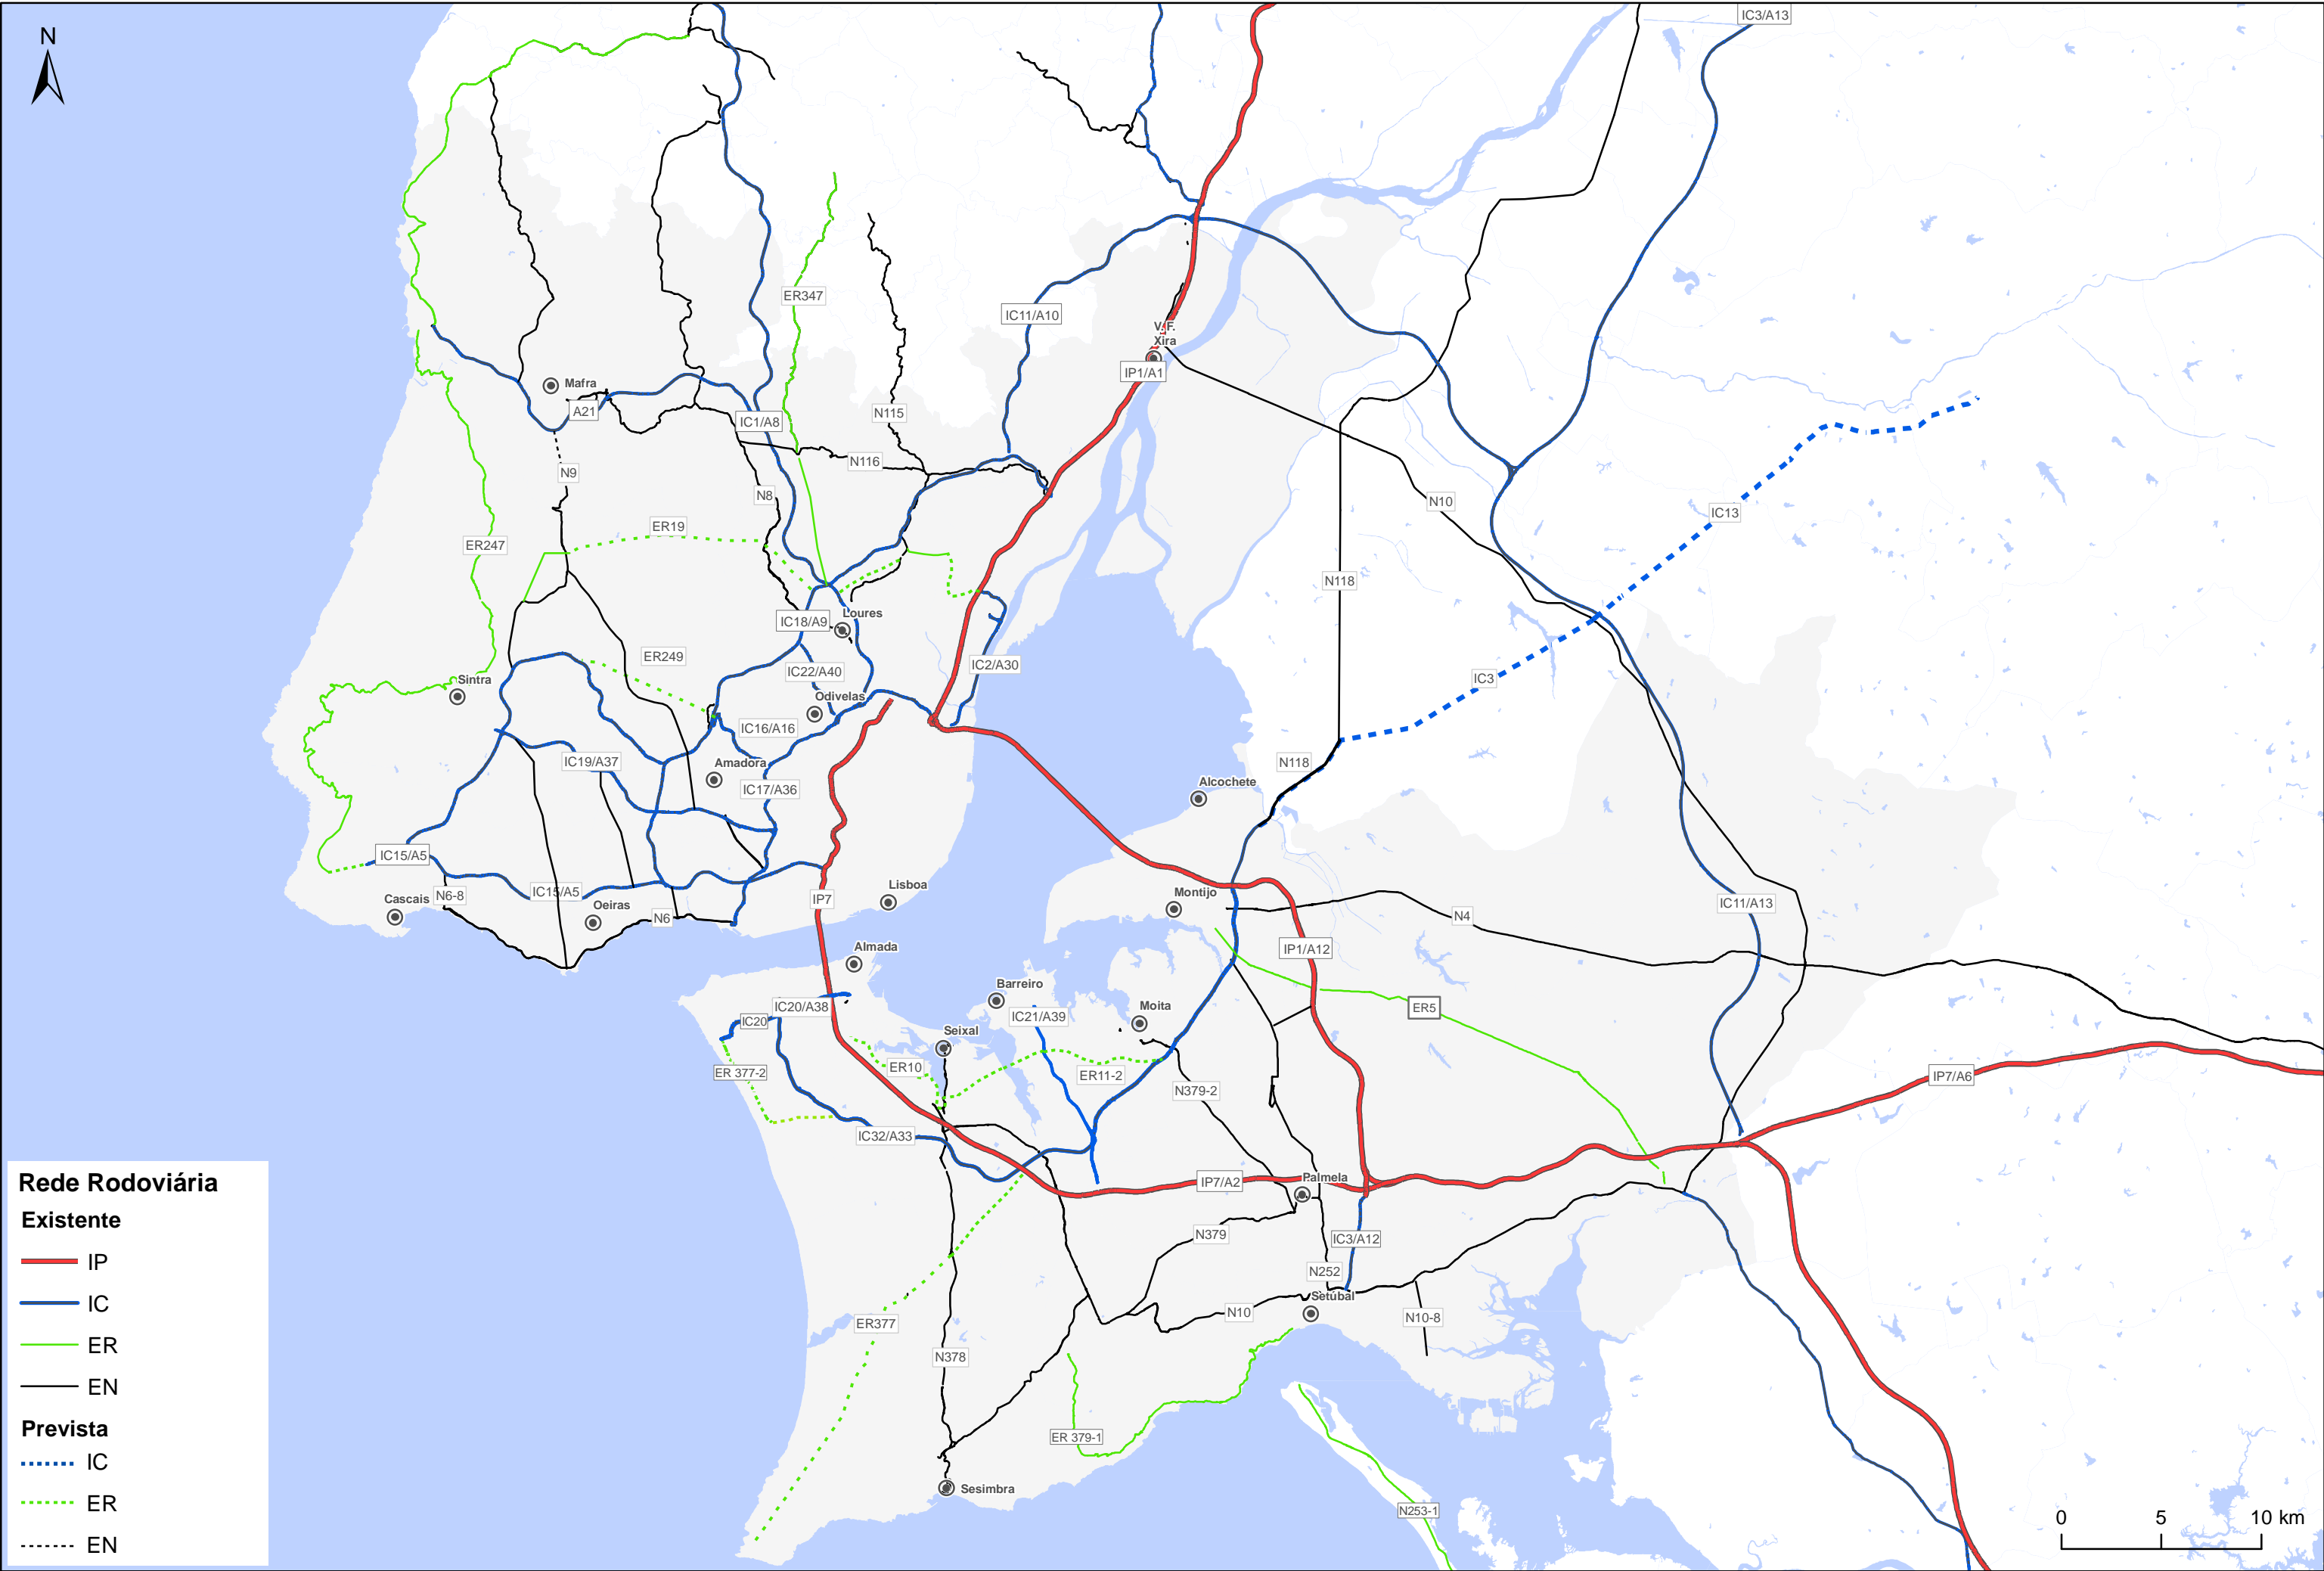 IC3/A13
N
ER347
IC11/A10
V. F.
Xira
IP1/A1
Mafra
A21
IC1/A8
N115
N116
N9
N8
N10
IC13
ER19
ER247
N118
IC18/A9
Loures
ER249
IC22/A40
IC2/A30
IC3
Sintra
Odivelas
IC16/A16
IC19/A37
Amadora
N118
IC17/A36
Alcochete
IC15/A5
IC15/A5
N6-8
Cascais
Oeiras
N6
IP7
Lisboa
Montijo
N4
IC11/A13
Almada
IP1/A12
Barreiro
IC20/A38
IC20
IC21/A39
Moita
ER5
Seixal
ER 377-2
ER10
ER11-2
N379-2
IP7/A6
IC32/A33
IP7/A2
Palmela
N379
IC3/A12
N252
Setúbal
N10
N10-8
ER377
N378
ER 379-1
Sesimbra
N253-1
Rede Rodoviária
Existente
IP
IC
ER
EN
Prevista
IC
ER
EN
0 5 10 km